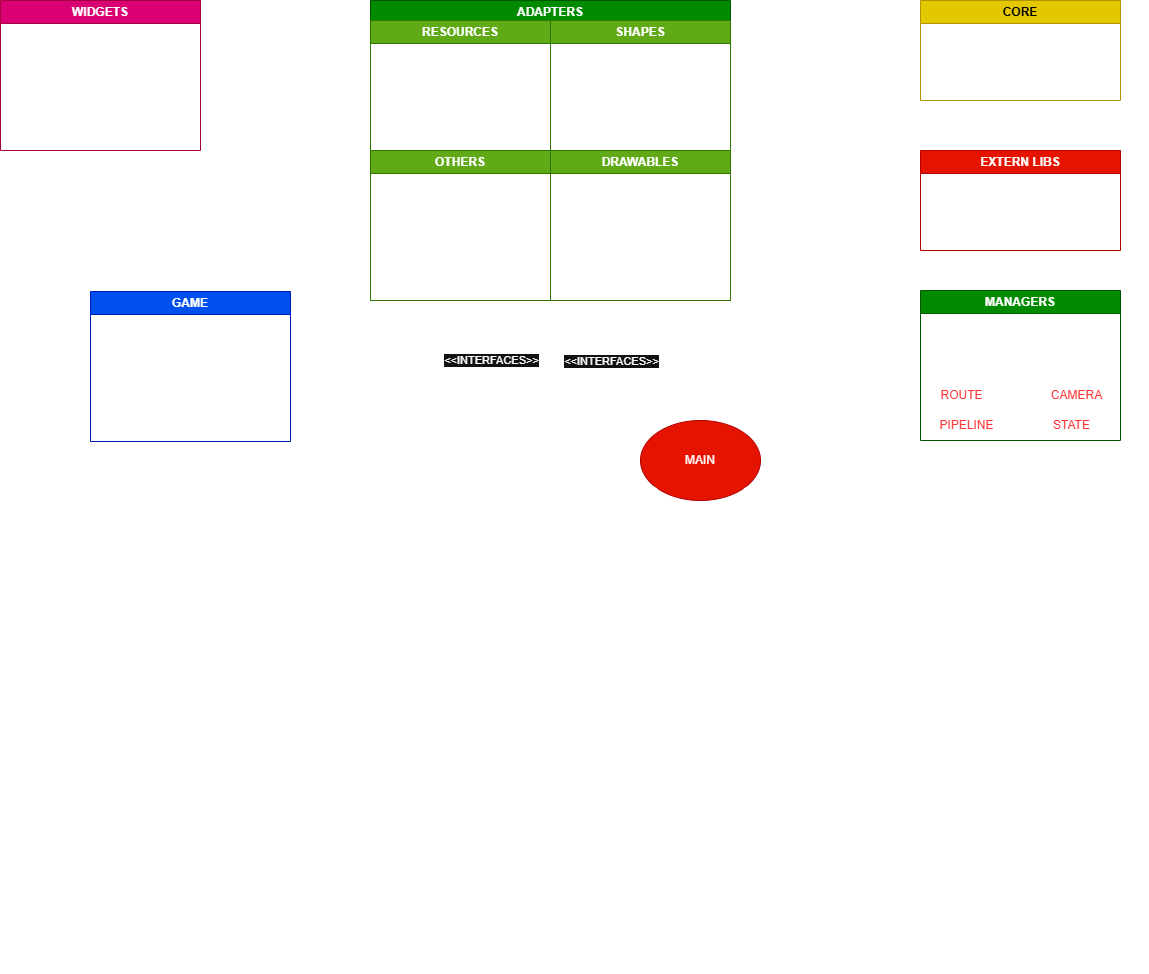 WIDGETS
ADAPTERS
CORE
RESOURCES
SHAPES
OTHERS
DRAWABLES
EXTERN LIBS
GAME
MANAGERS
<<INTERFACES>>
<<INTERFACES>>
ROUTE
CAMERA
PIPELINE
STATE
MAIN